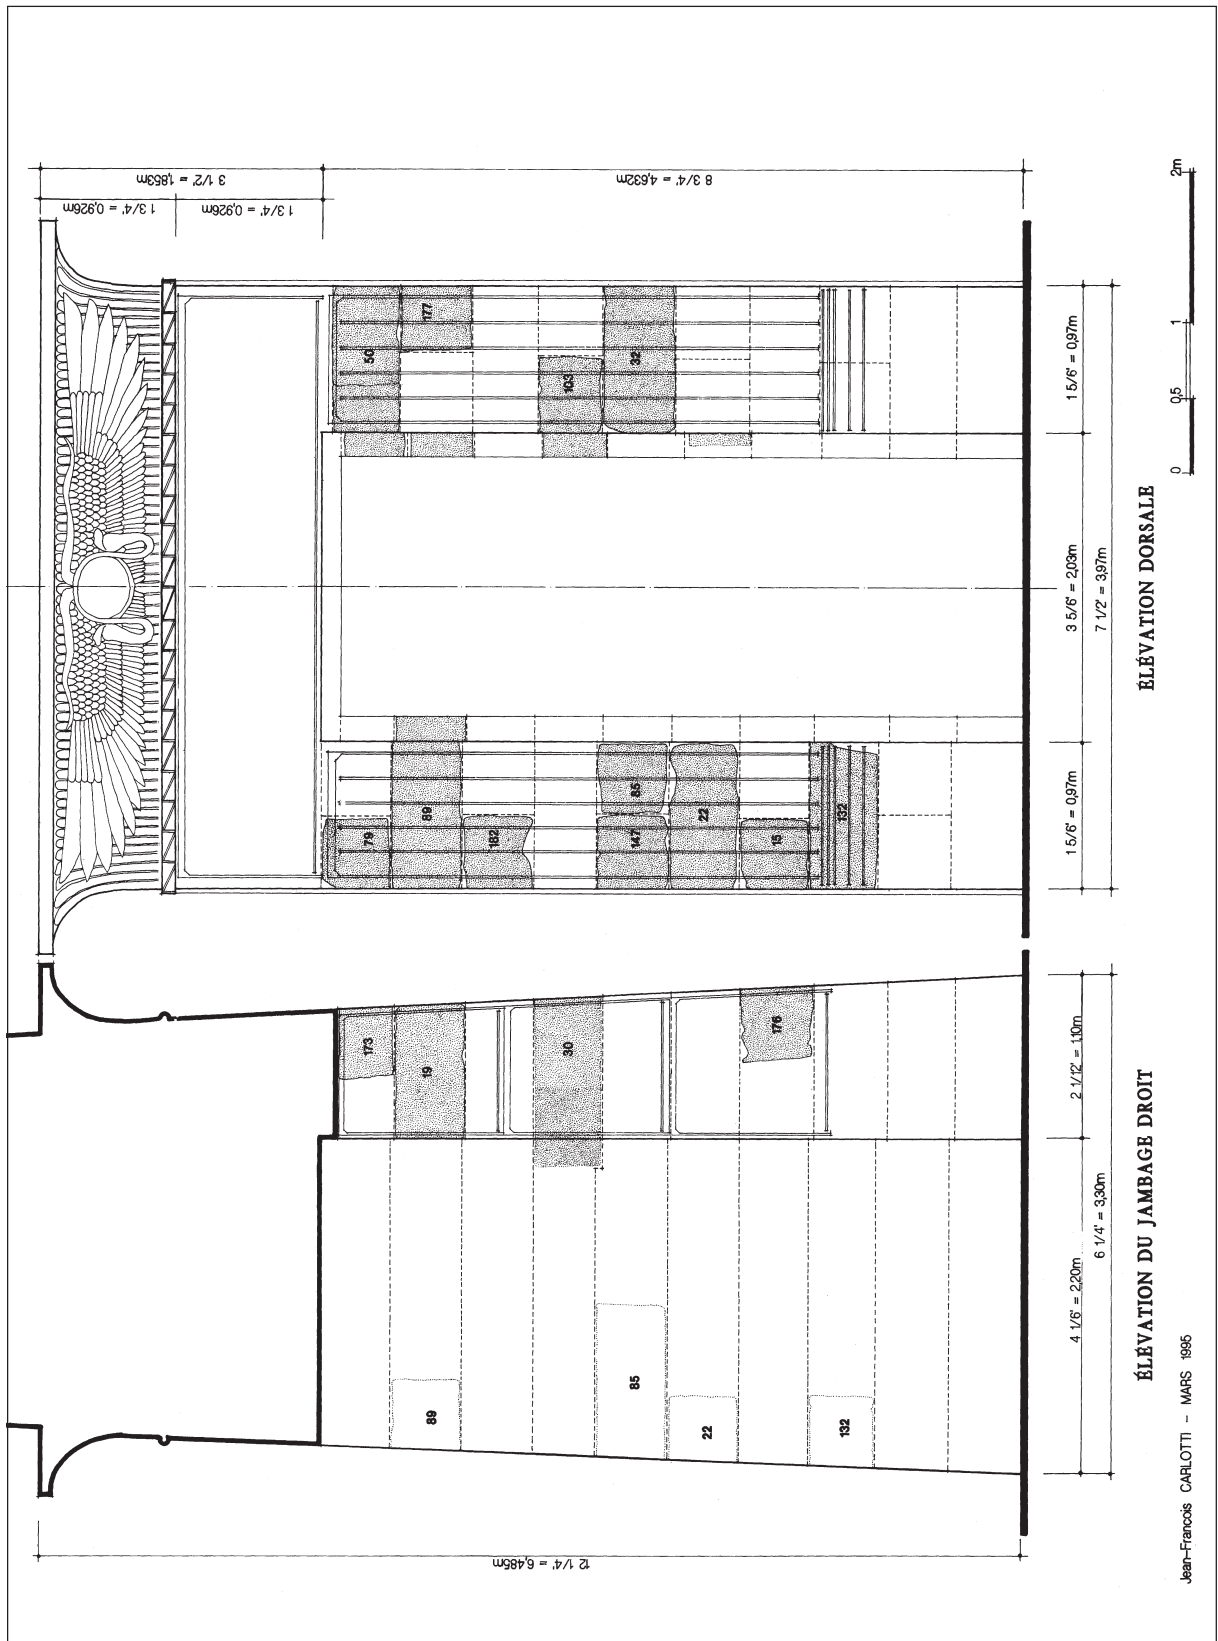 3 1/2' = 1,853m
1 3/4' = 0,926m
1 3/4' = 0,926m
8 3/4' = 4,632m
12 1/4' = 6,485m
50
177
103
32
79
89
182
85
147
22
15
132
173
19
30
176
89
85
22
132
1 5/6' = 0,97m
3 5/6' = 2,03m
1 5/6' = 0,97m
7 1/2' = 3,97m
2 1/12' = 1,10m
4 1/6' = 2,20m
6 1/4' = 3,30m
0
0,5
1
2m
ÉLÉVATION DU JAMBAGE DROIT
ÉLÉVATION DORSALE
Jean-Francois CARLOTTI - MARS 1995